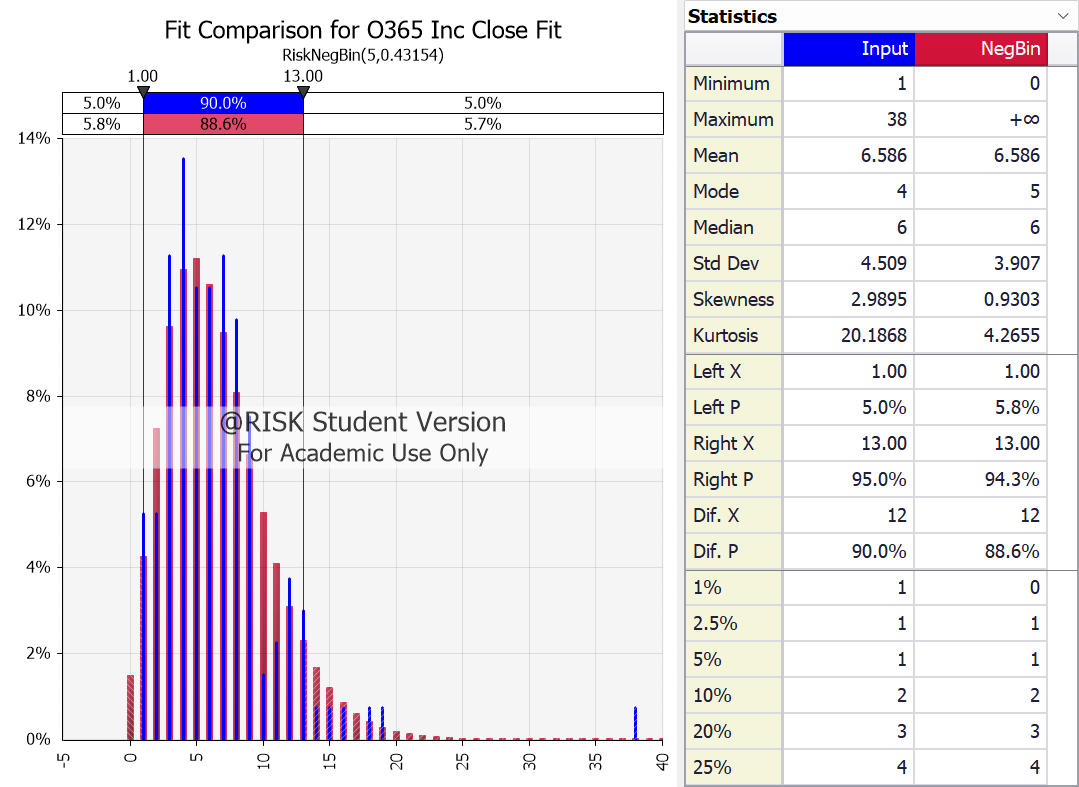 Fit Comparison for O365 Inc Close Fit
RiskNegBin(5,0.43154)
1.00 13.00
5.0% 90.0% 5.0%
5.8% 88.6% 5.7%
14%
12%
10%
8%
6%
4%
2%
0%
@RISK Student Version
For Academic Use Only
-5 0 5 10 15 20 25 30 35 40
Statistics
Input NegBin
Minimum 1 0
Maximum 38 +∞
Mean 6.586 6.586
Mode 4 5
Median 6 6
Std Dev 4.509 3.907
Skewness 2.9895 0.9303
Kurtosis 20.1868 4.2655
Left X 1.00 1.00
Left P 5.0% 5.8%
Right X 13.00 13.00
Right P 95.0% 94.3%
Dif. X 12 12
Dif. P 90.0% 88.6%
1% 1 0
2.5% 1 1
5% 1 1
10% 2 2
20% 3 3
25% 4 4